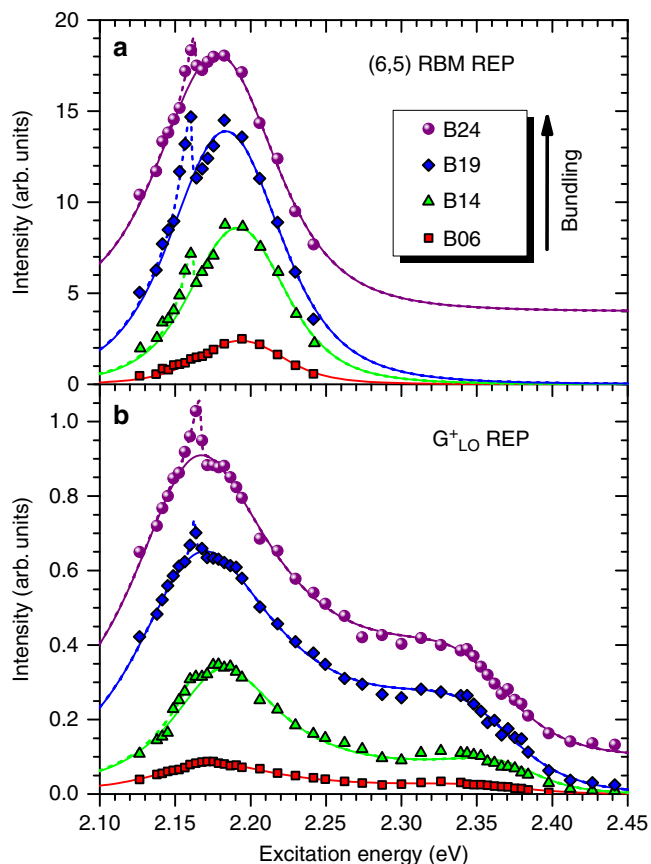 a
(6,5) RBM REP
20
15
10
5
0
Intensity (arb. units)
B24
B19
B14
B06
Bundling
b
G⁺LO REP
1.0
0.8
0.6
0.4
0.2
0.0
Intensity (arb. units)
2.10 2.15 2.20 2.25 2.30 2.35 2.40 2.45
Excitation energy (eV)